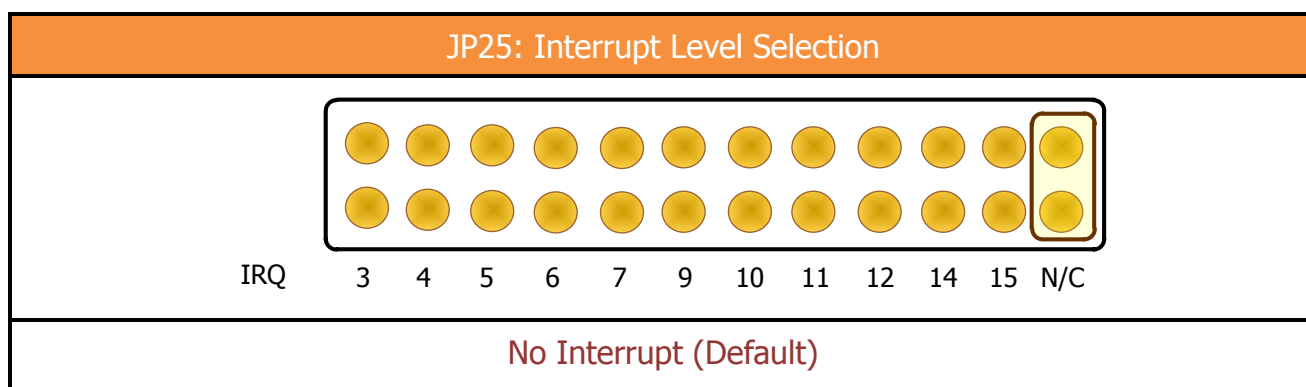 JP25: Interrupt Level Selection
IRQ 3 4 5 6 7 9 10 11 12 14 15 N/C
No Interrupt (Default)